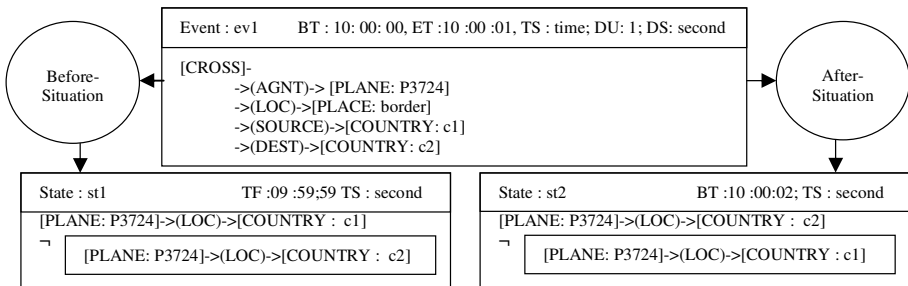 Event : ev1 BT : 10: 00: 00, ET :10 :00 :01, TS : time; DU: 1; DS: second
Before-
Situation
[CROSS]-
->(AGNT)-> [PLANE: P3724]
->(LOC)->[PLACE: border]
->(SOURCE)->[COUNTRY: c1]
->(DEST)->[COUNTRY: c2]
After-
Situation
State : st1 TF :09 :59;59 TS : second
[PLANE: P3724]->(LOC)->[COUNTRY : c1]
¬ [PLANE: P3724]->(LOC)->[COUNTRY : c2]
State : st2 BT :10 :00:02; TS : second
[PLANE: P3724]->(LOC)->[COUNTRY : c2]
¬ [PLANE: P3724]->(LOC)->[COUNTRY : c1]